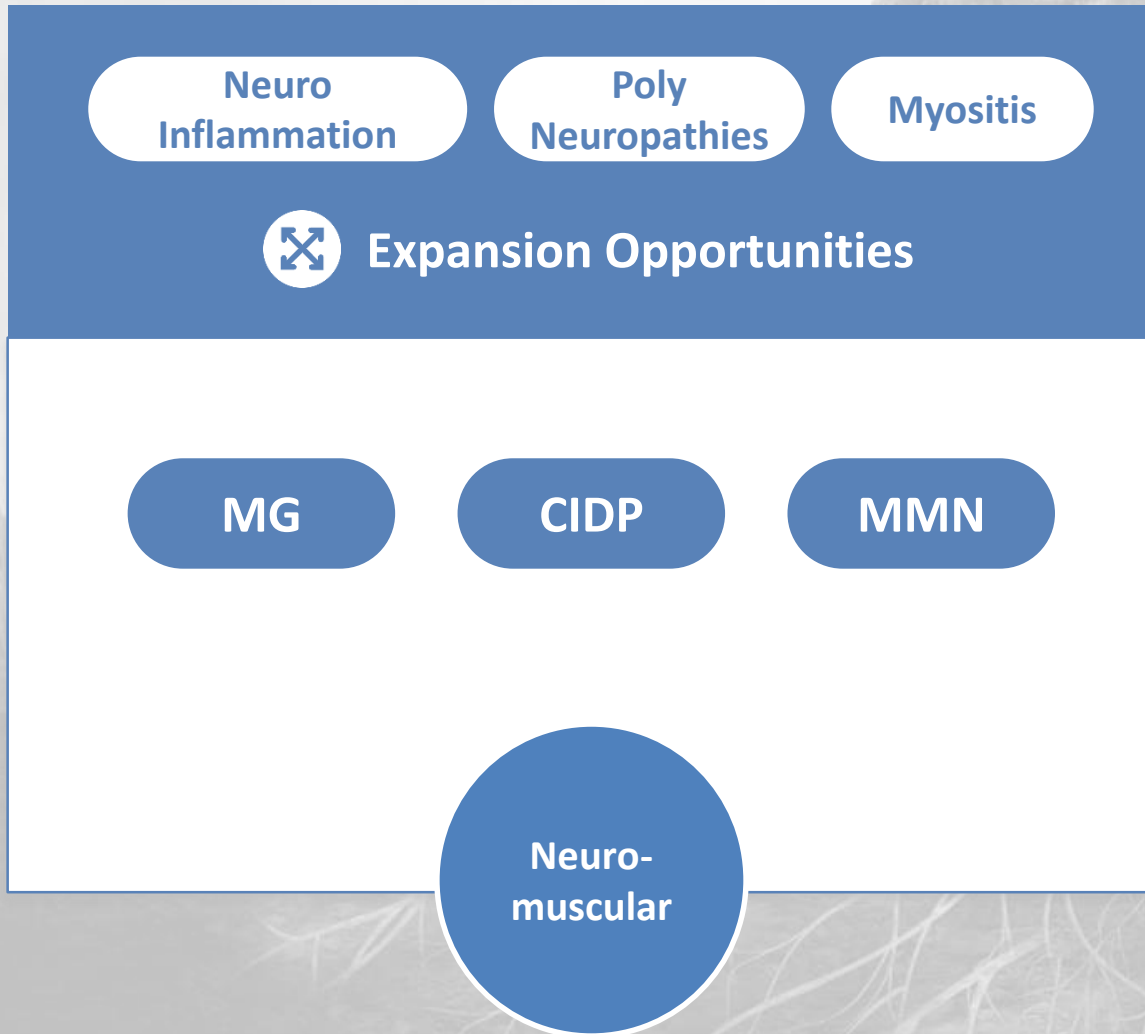 Neuro
Inflammation
Poly
Neuropathies
Myositis
Expansion Opportunities
MG
CIDP
MMN
Neuro-
muscular